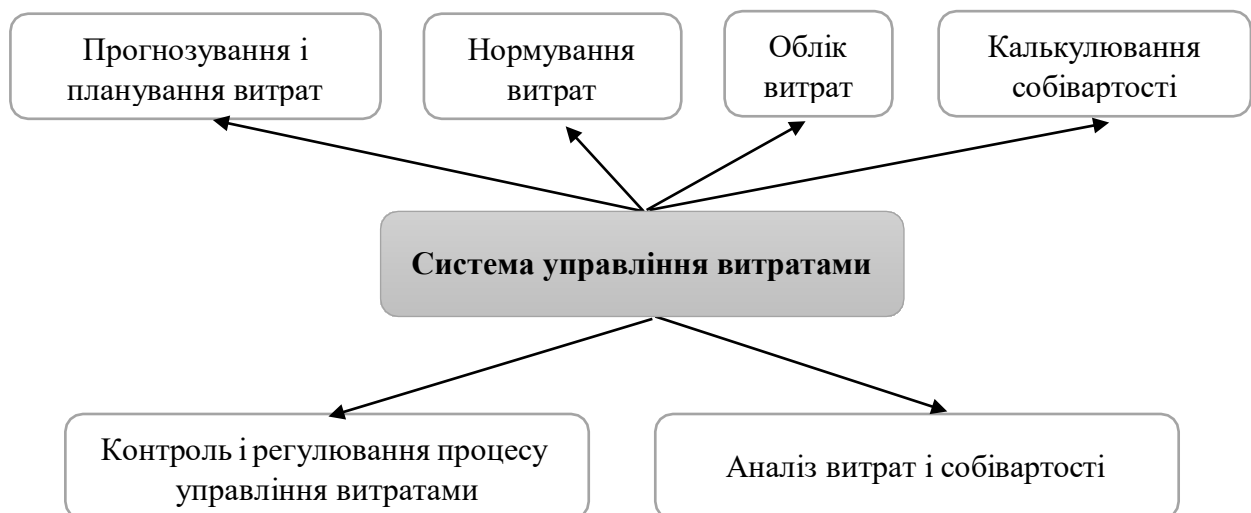 Прогнозування і
планування витрат
Нормування
витрат
Облік
витрат
Калькулювання
собівартості
Система управління витратами
Контроль і регулювання процесу
управління витратами
Аналіз витрат і собівартості